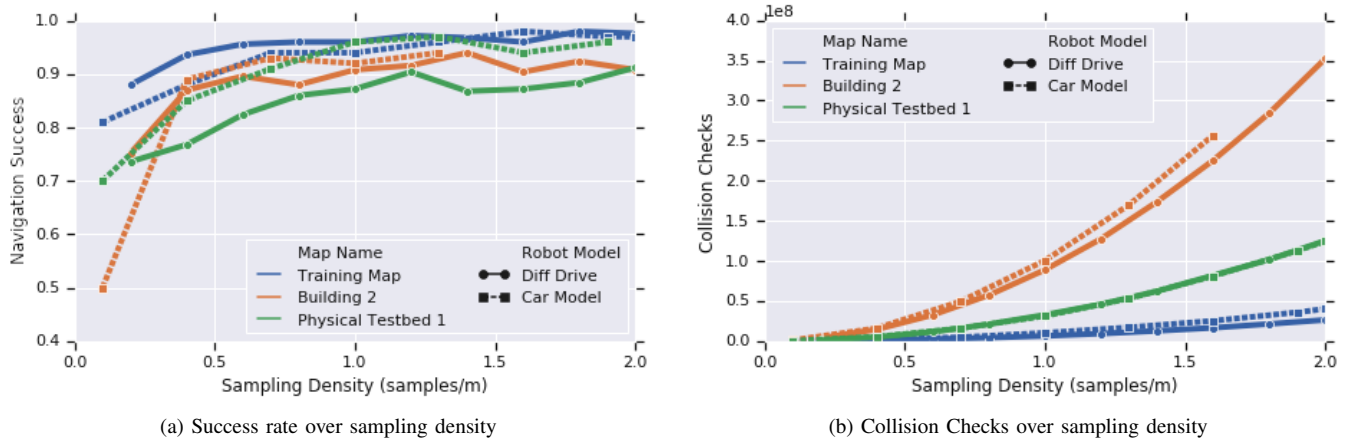 1.0
0.9
0.8
0.7
0.6
0.5
0.4
Navigation Success
Map Name
Training Map
Building 2
Physical Testbed 1
Robot Model
Diff Drive
Car Model
0.0 0.5 1.0 1.5 2.0
Sampling Density (samples/m)
(a) Success rate over sampling density
1e8
4.0
3.5
3.0
2.5
2.0
1.5
1.0
0.5
0.0
Collision Checks
Map Name
Training Map
Building 2
Physical Testbed 1
Robot Model
Diff Drive
Car Model
0.0 0.5 1.0 1.5 2.0
Sampling Density (samples/m)
(b) Collision Checks over sampling density